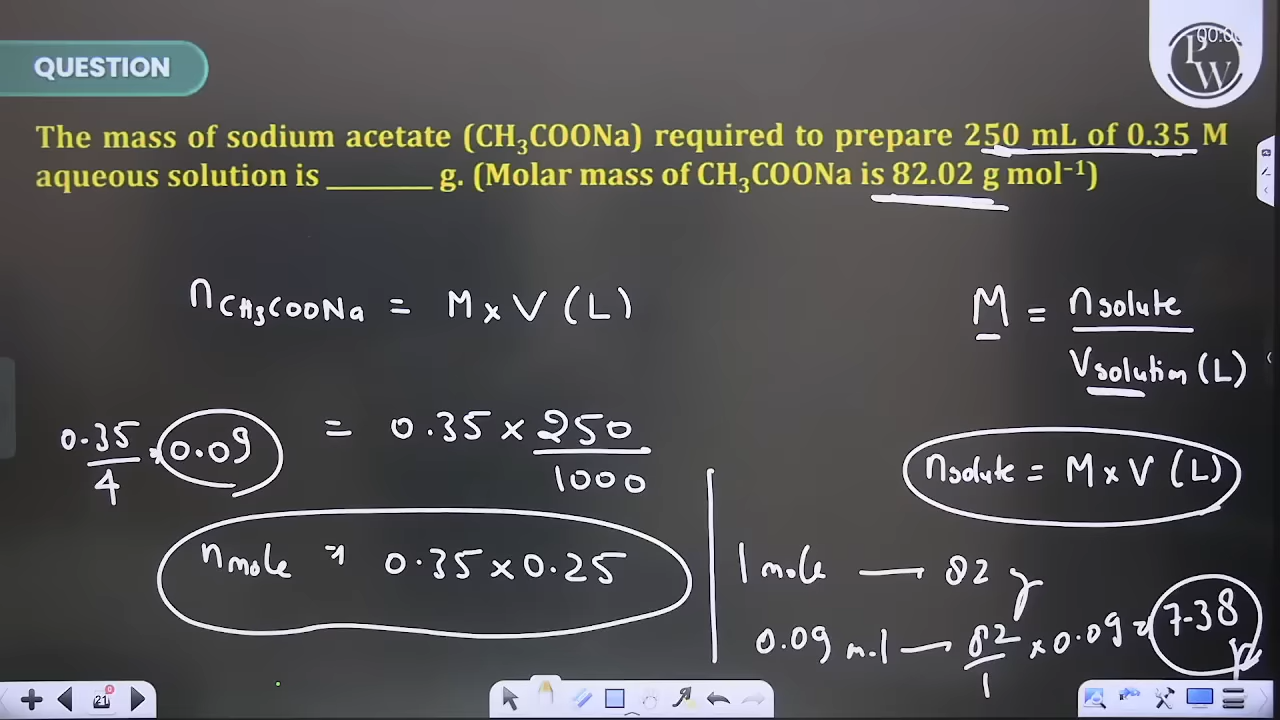 QUESTION
The mass of sodium acetate (CH₃COONa) required to prepare 250 mL of 0.35 M
aqueous solution is _______ g. (Molar mass of CH₃COONa is 82.02 g mol⁻¹)
PW
n CH3COONa = M x V (L)
M = nsolute / Vsolution (L)
0.35 / 4 = 0.09 = 0.35 x 250 / 1000
nsolute = M x V (L)
nmole = 0.35 x 0.25
1 mole — 82 g
0.09 mol — 82 / 1 x 0.09 = 7.38 g
21